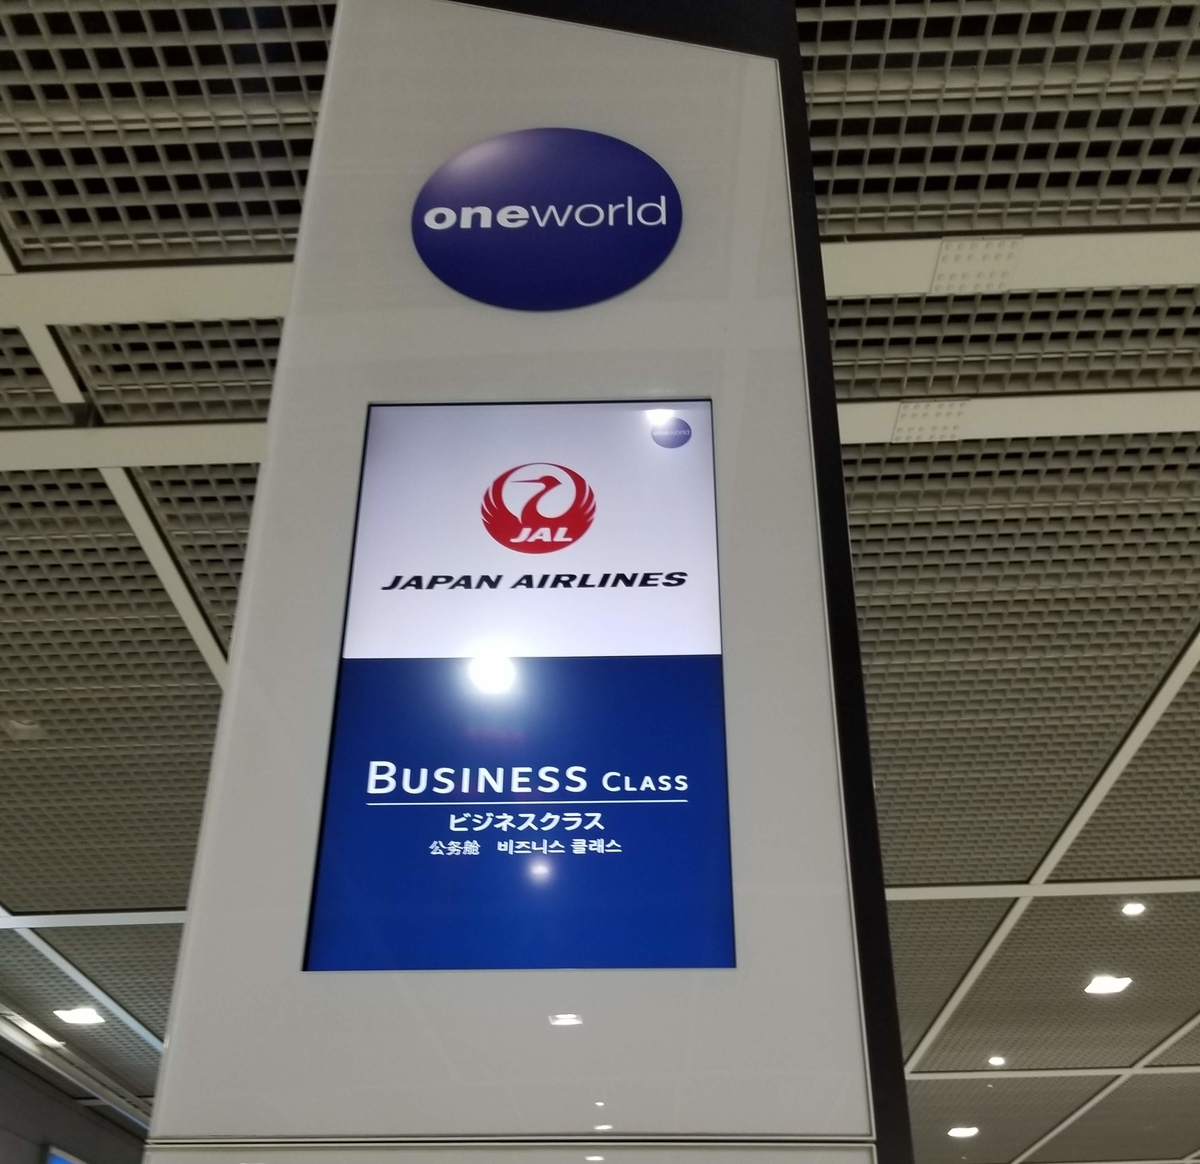 oneworld
oneworld
JAL
JAPAN AIRLINES
BUSINESS CLASS
ビジネスクラス
公务舱 비즈니스 클래스